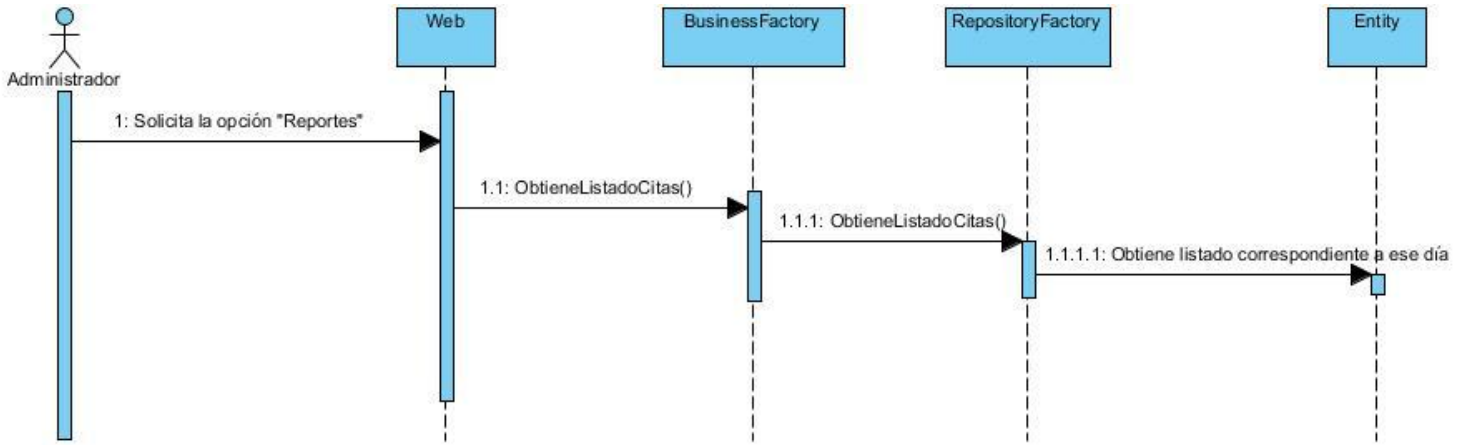 Web
BusinessFactory
RepositoryFactory
Entity
Administrador
1: Solicita la opción "Reportes"
1.1: ObtieneListadoCitas()
1.1.1: ObtieneListadoCitas()
1.1.1.1: Obtiene listado correspondiente a ese día